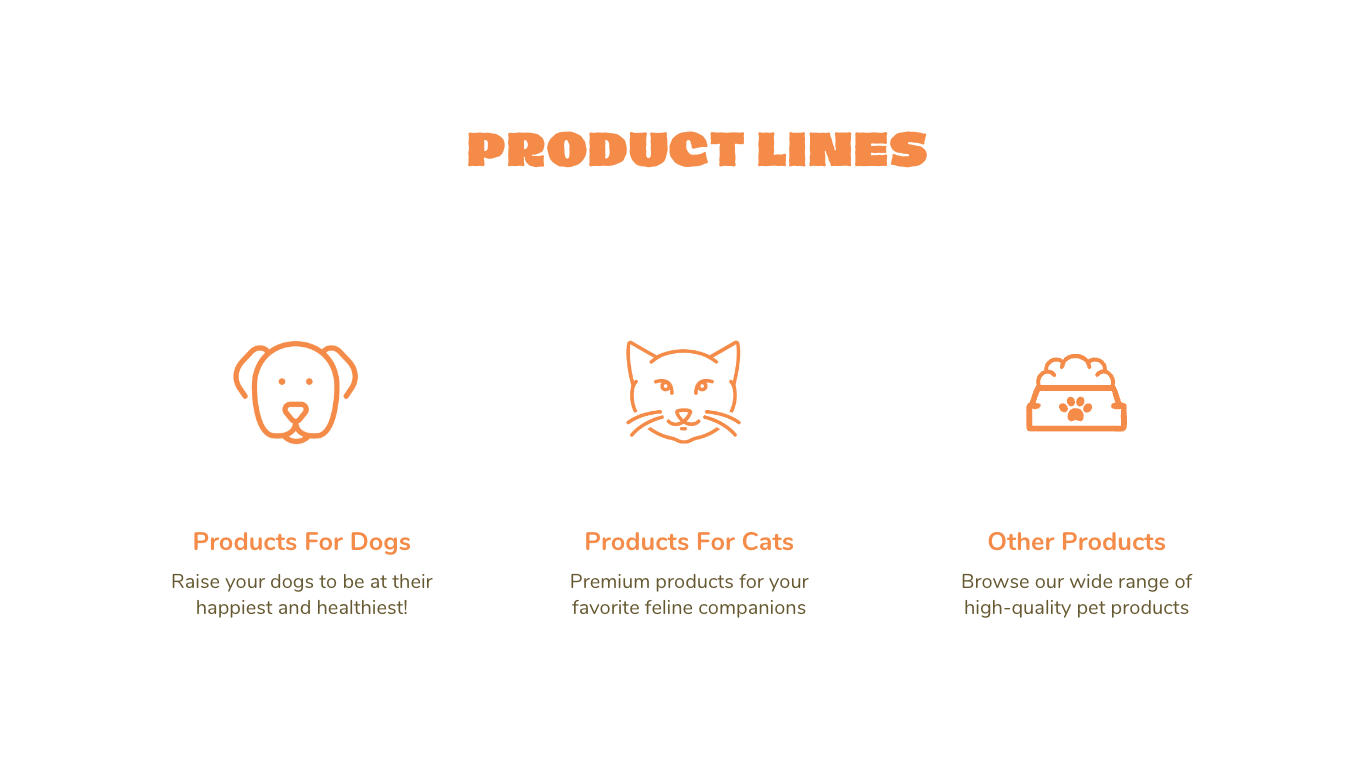 PRODUCT LINES
Products For Dogs
Raise your dogs to be at their
happiest and healthiest!
Products For Cats
Premium products for your
favorite feline companions
Other Products
Browse our wide range of
high-quality pet products